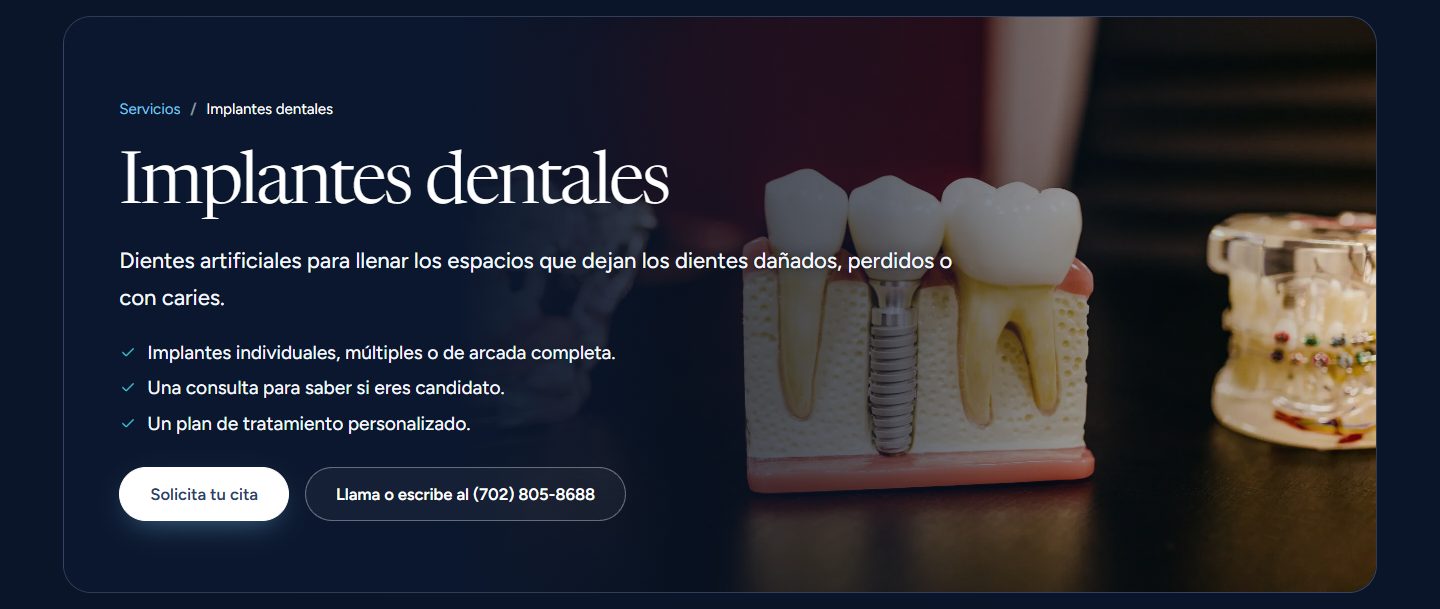 Servicios / Implantes dentales
Implantes dentales
Dientes artificiales para llenar los espacios que dejan los dientes dañados, perdidos o
con caries.
Implantes individuales, múltiples o de arcada completa.
Una consulta para saber si eres candidato.
Un plan de tratamiento personalizado.
Solicita tu cita
Llama o escribe al (702) 805-8688